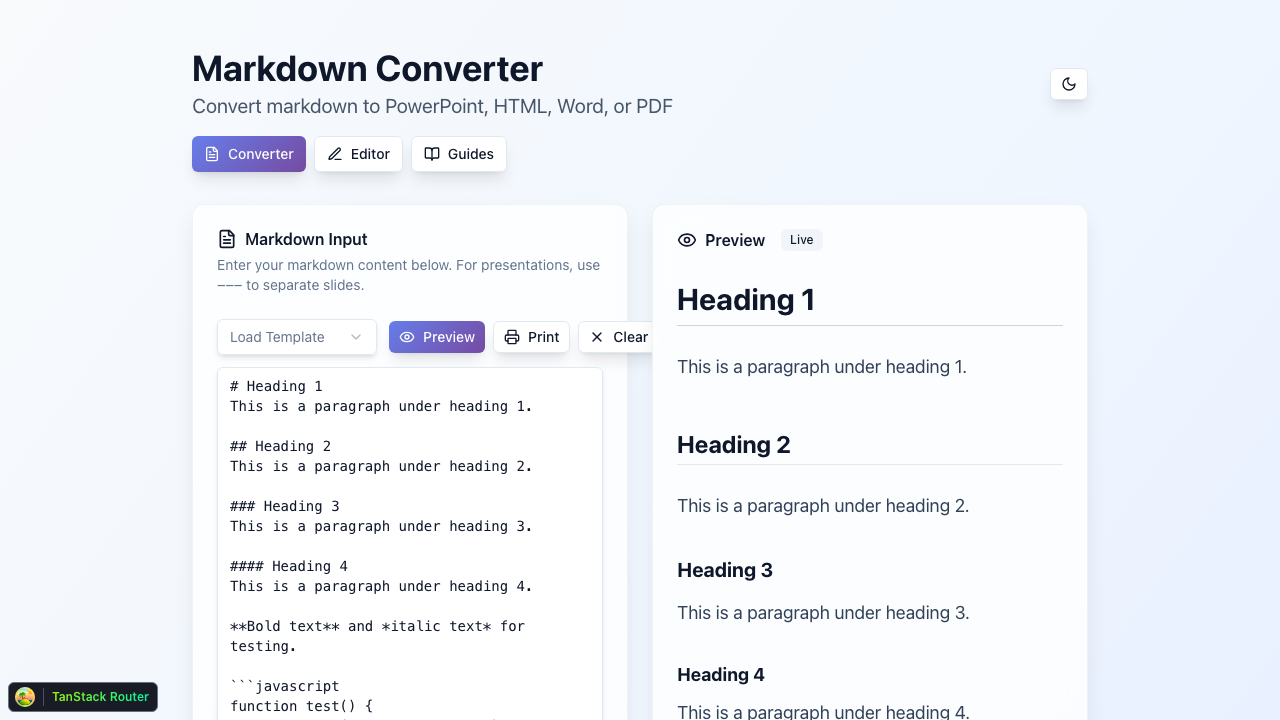 Markdown Converter
Convert markdown to PowerPoint, HTML, Word, or PDF
Converter
Editor
Guides
Markdown Input
Enter your markdown content below. For presentations, use
--- to separate slides.
Load Template
Preview
Print
Clear
# Heading 1
This is a paragraph under heading 1.
## Heading 2
This is a paragraph under heading 2.
### Heading 3
This is a paragraph under heading 3.
#### Heading 4
This is a paragraph under heading 4.
**Bold text** and *italic text* for
testing.
```javascript
function test() {
Preview
Live
Heading 1
This is a paragraph under heading 1.
Heading 2
This is a paragraph under heading 2.
Heading 3
This is a paragraph under heading 3.
Heading 4
This is a paragraph under heading 4.
TanStack Router